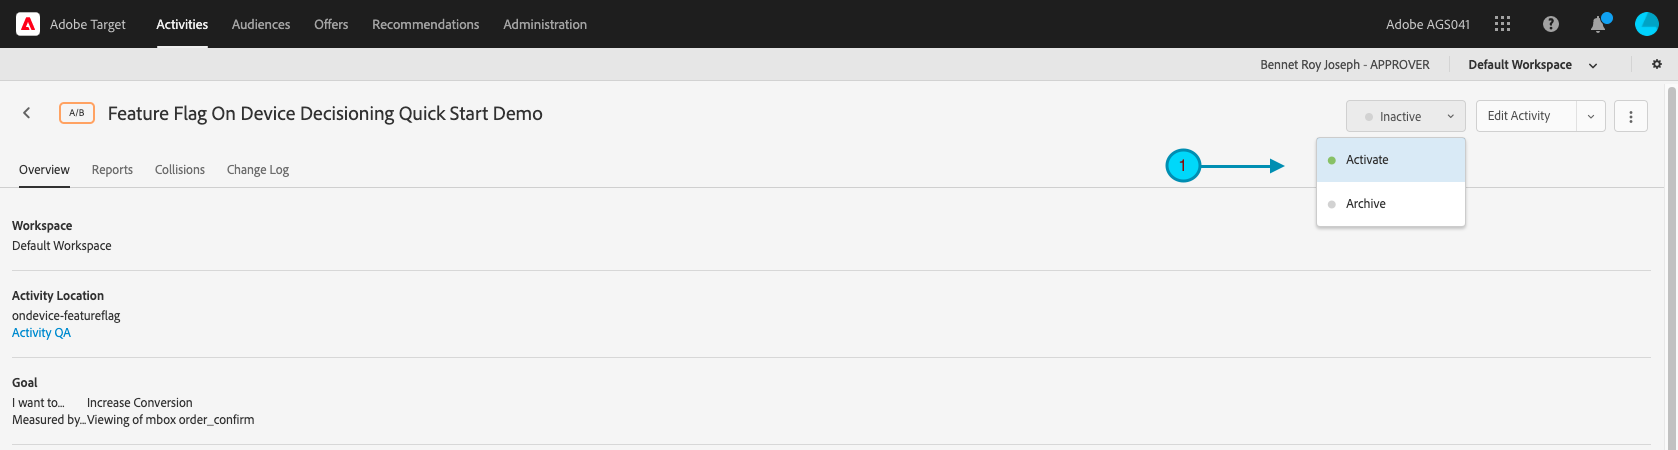 Adobe Target Activities Audiences Offers Recommendations Administration Adobe AGS041
Bennet Roy Joseph - APPROVER Default Workspace
A/B Feature Flag On Device Decisioning Quick Start Demo Inactive Edit Activity
1 Activate
Overview Reports Collisions Change Log
Archive
Workspace
Default Workspace
Activity Location
ondevice-featureflag
Activity QA
Goal
I want to... Increase Conversion
Measured by... Viewing of mbox order_confirm